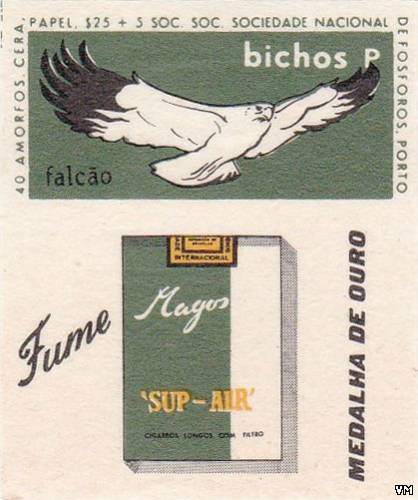 40 AMORFOS, CERA, PAPEL, $25 + 5 SOC. SOC. SOCIEDADE NACIONAL DE FOSFOROS, PORTO
bichos P
falcão
INTERNACIONAL
Magos
Fume
'SUP-AIR'
CIGARROS LONGOS COM FILTRO
MEDALHA DE OURO
VM